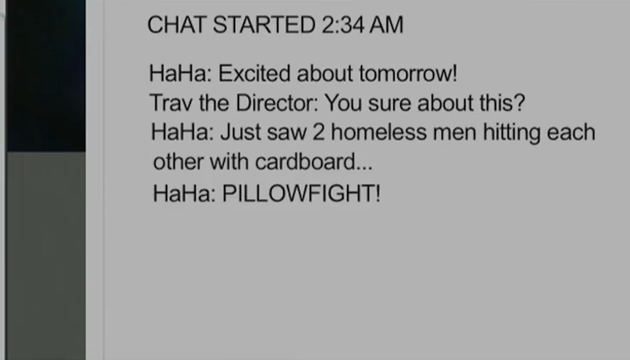 CHAT STARTED 2:34 AM
HaHa: Excited about tomorrow!
Trav the Director: You sure about this?
HaHa: Just saw 2 homeless men hitting each
other with cardboard...
HaHa: PILLOWFIGHT!